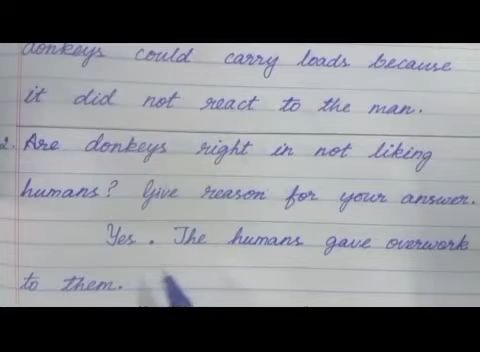 donkeys could carry loads because
it did not react to the man.
2. Are donkeys right in not liking
humans? Give reason for your answer.
Yes. The humans gave overwork
to them.